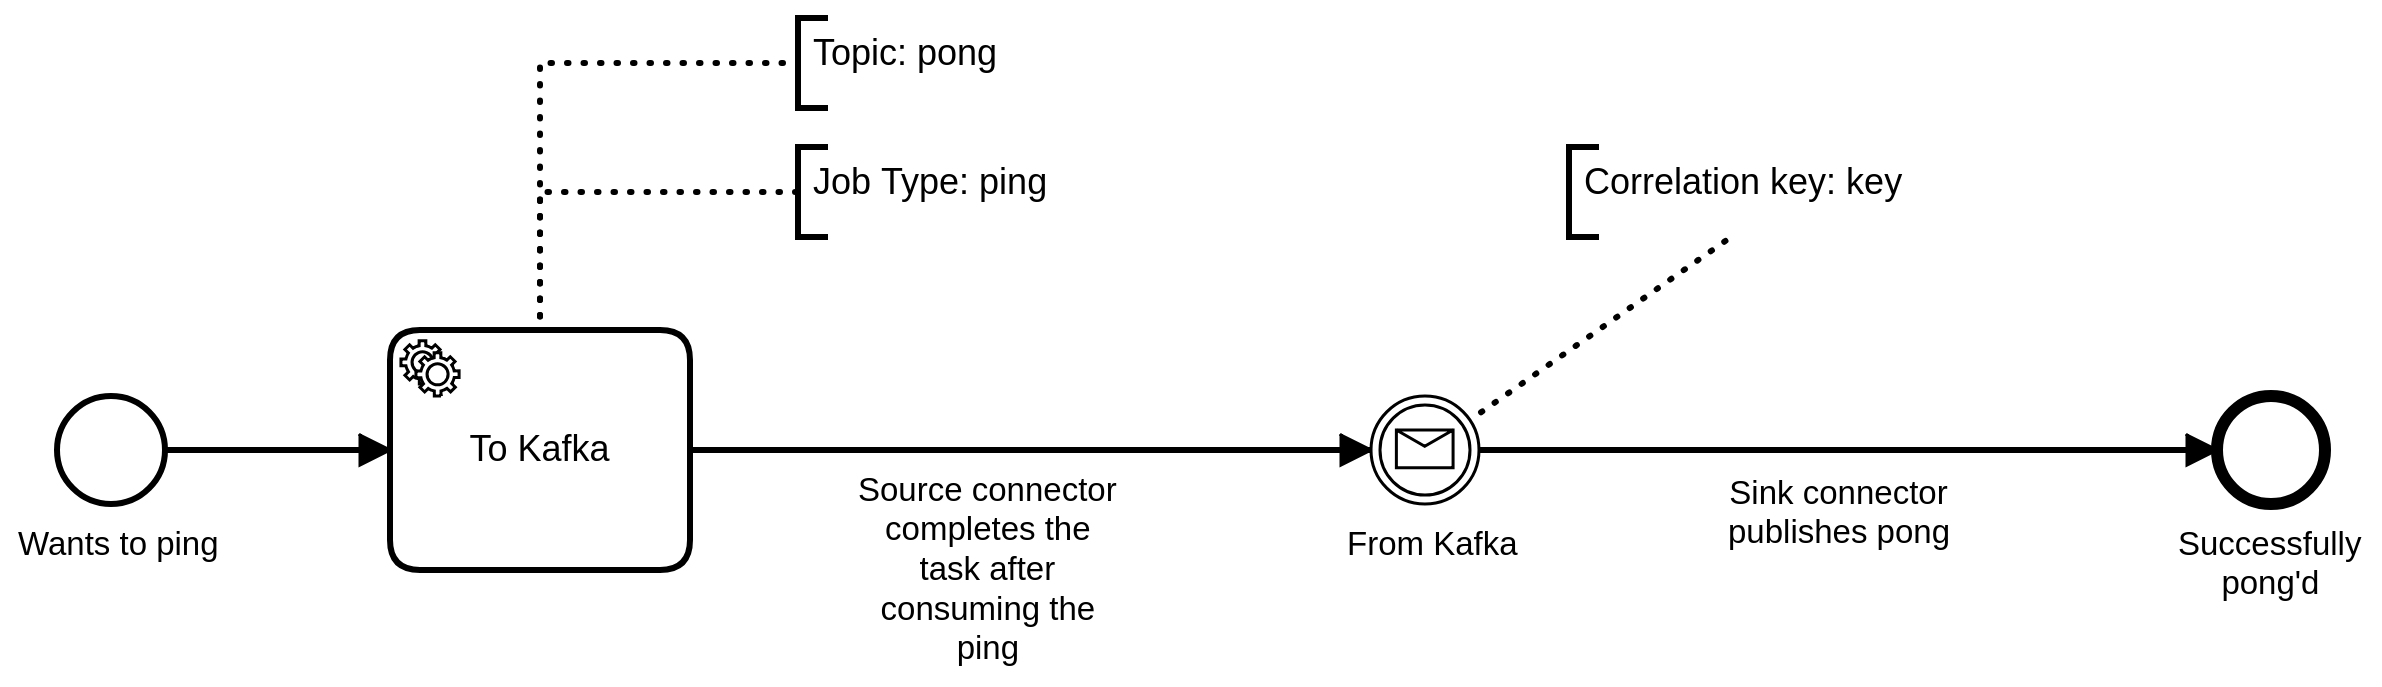 Topic: pong
Job Type: ping
Correlation key: key
To Kafka
Source connector
completes the
task after
consuming the
ping
Sink connector
publishes pong
Wants to ping
From Kafka
Successfully
pong'd